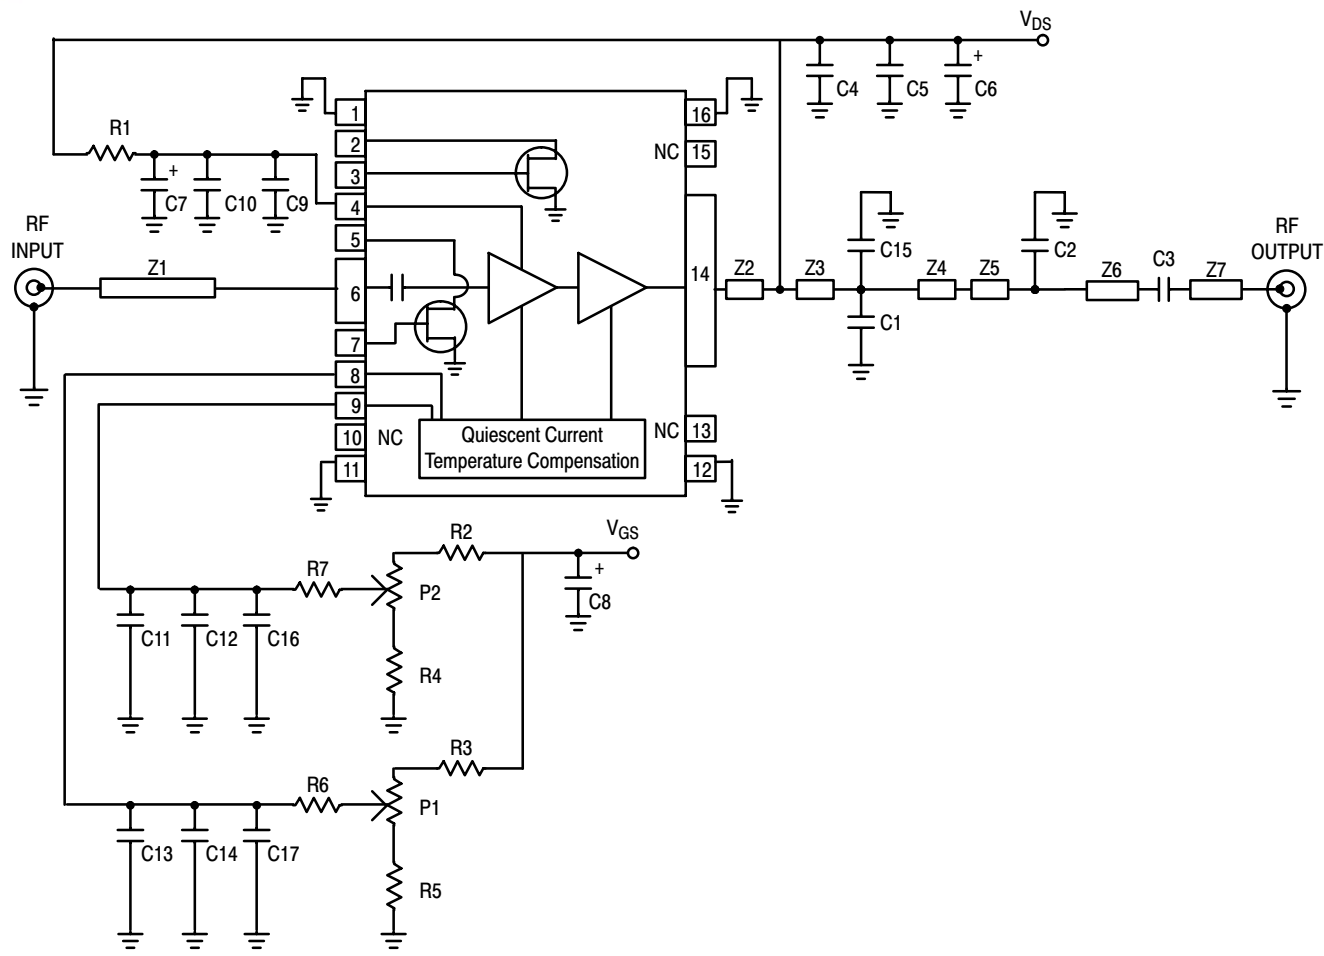 VDS
C4
C5
+
C6
R1
+
C7
C10
C9
1
2
3
4
5
6
7
8
9
10
11
NC
16
NC 15
14
NC 13
12
Quiescent Current
Temperature Compensation
RF
INPUT
Z1
Z2
Z3
C15
C1
Z4
Z5
C2
Z6
C3
Z7
RF
OUTPUT
VGS
R2
+
C8
R7
P2
C11
C12
C16
R4
R3
R6
P1
C13
C14
C17
R5